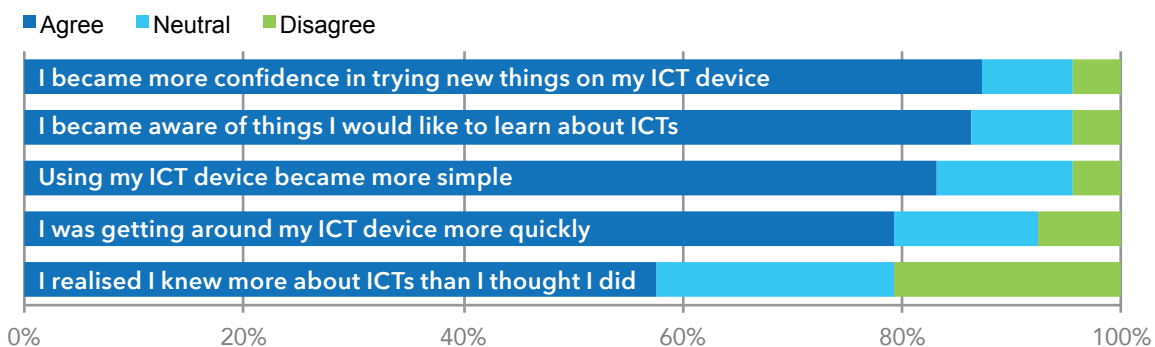 Agree Neutral Disagree
I became more confidence in trying new things on my ICT device
I became aware of things I would like to learn about ICTs
Using my ICT device became more simple
I was getting around my ICT device more quickly
I realised I knew more about ICTs than I thought I did
0% 20% 40% 60% 80% 100%